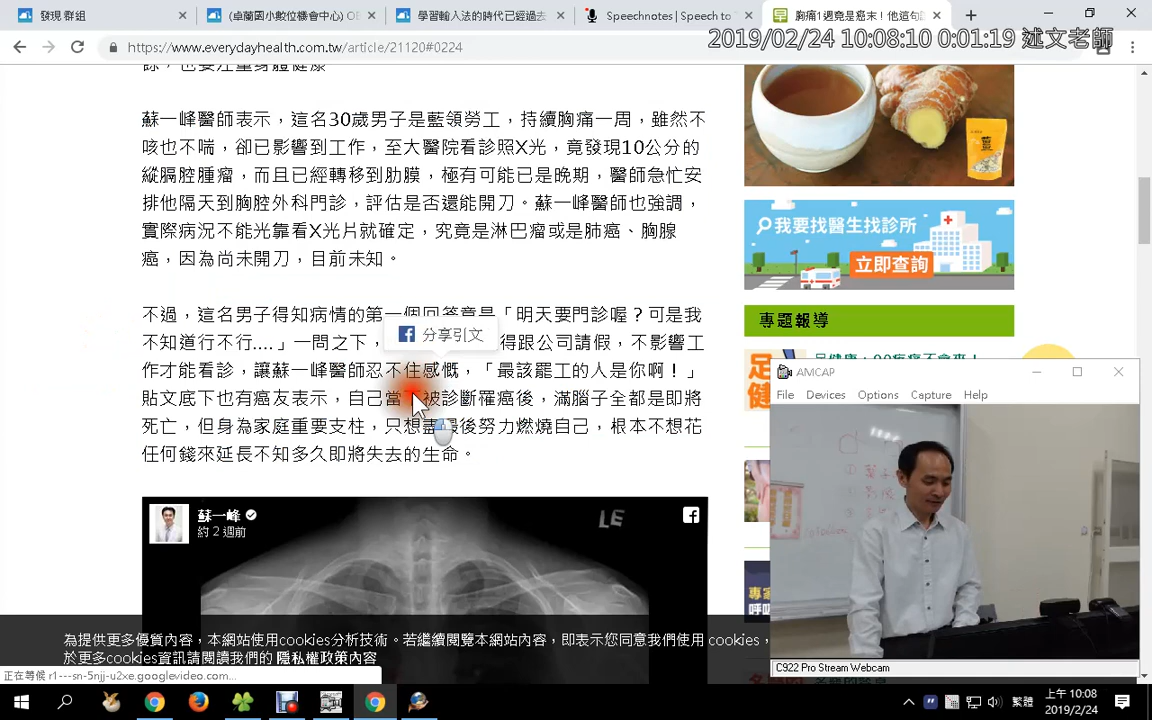 發現 群組
(卓蘭國小數位機會中心)
學習輸入法的時代已經過去
Speechnotes | Speech to
胸痛1週竟是癌末！他這句
https://www.everydayhealth.com.tw/article/21120#0224
2019/02/24 10:08:10 0:01:19 述文老師
蘇一峰醫師表示，這名30歲男子是藍領勞工，持續胸痛一周，雖然不
咳也不喘，卻已影響到工作，至大醫院看診照X光，竟發現10公分的
縱膈腔腫瘤，而且已經轉移到肋膜，極有可能已是晚期，醫師急忙安
排他隔天到胸腔外科門診，評估是否還能開刀。蘇一峰醫師也強調，
實際病況不能光靠看X光片就確定，究竟是淋巴瘤或是肺癌、胸腺
癌，因為尚未開刀，目前未知。
不過，這名男子得知病情的第一個回答竟是「明天要門診喔？可是我
不知道行不行....」一問之下，
得跟公司請假，不影響工
分享引文
作才能看診，讓蘇一峰醫師忍不住感慨，「最該罷工的人是你啊！」
貼文底下也有癌友表示，自己當
被診斷罹癌後，滿腦子全都是即將
死亡，但身為家庭重要支柱，只想
後努力燃燒自己，根本不想花
任何錢來延長不知多久即將失去的生命。
蘇一峰
約 2 週前
LE
我要找醫生找診所
立即查詢
專題報導
AMCAP
File Devices Options Capture Help
C922 Pro Stream Webcam
為提供更多優質內容，本網站使用cookies分析技術。若繼續閱覽本網站內容，即表示您同意我們使用 cookies，
於更多cookies資訊請閱讀我們的 隱私權政策內容
正在等候 r1---sn-5njj-u2xe.googlevideo.com...
繁體
上午 10:08
2019/2/24